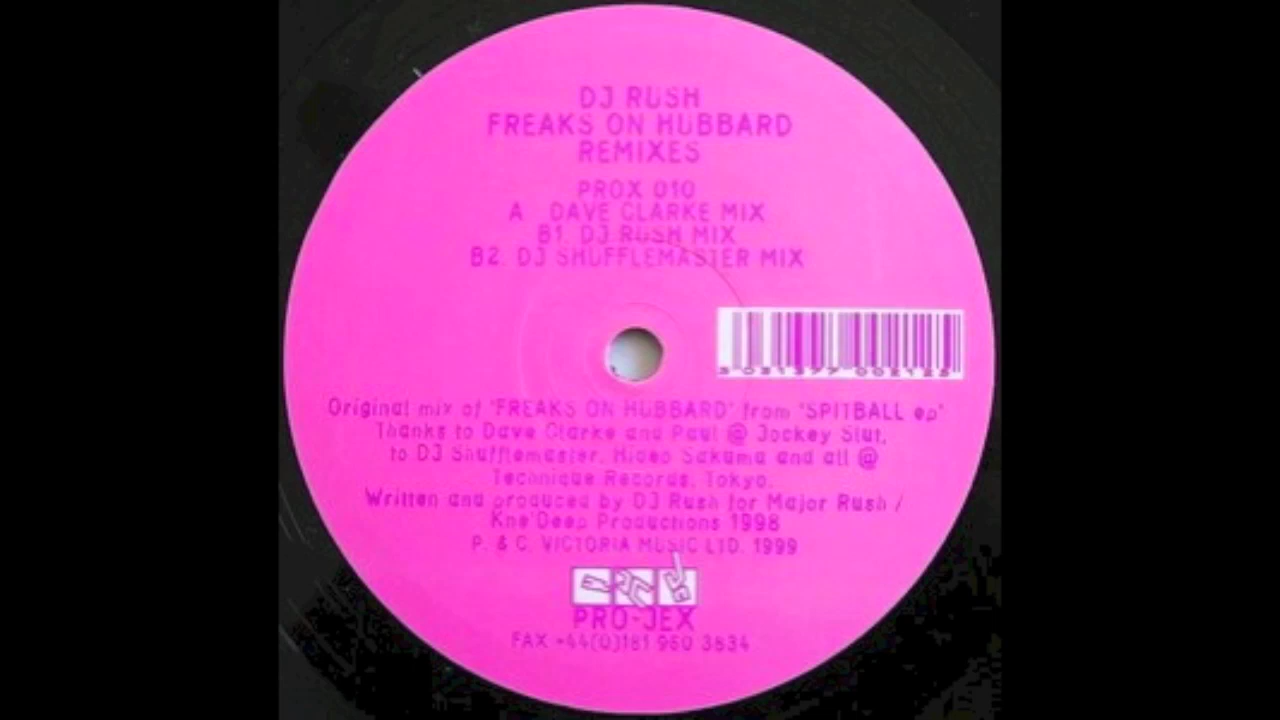 DJ RUSH
FREAKS ON HUBBARD
REMIXES
PROX 010
A DAVE CLARKE MIX
B1. DJ RUSH MIX
B2. DJ SHUFFLEMASTER MIX
Original mix of "FREAKS ON HUBBARD" from "SPITBALL ep"
Thanks to Dave Clarke and Paul @ Jockey Slut,
to DJ Shufflemaster, Hideo Sakuma and all @
Technique Records, Tokyo.
Written and produced by DJ Rush for Major Rush /
Kne'Deep Productions 1998
P. & C. VICTORIA MUSIC LTD. 1999
PRO-JEX
FAX +44(0)181 960 3834